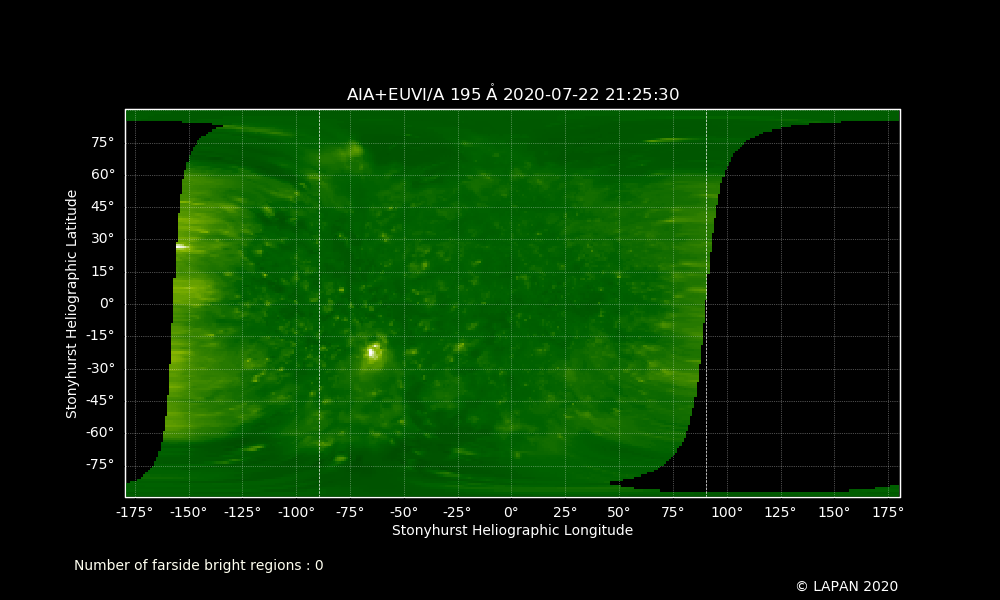 AIA+EUVI/A 195 Å 2020-07-22 21:25:30
75°
60°
45°
30°
15°
0°
-15°
-30°
-45°
-60°
-75°
Stonyhurst Heliographic Latitude
-175° -150° -125° -100° -75° -50° -25° 0° 25° 50° 75° 100° 125° 150° 175°
Stonyhurst Heliographic Longitude
Number of farside bright regions : 0
© LAPAN 2020